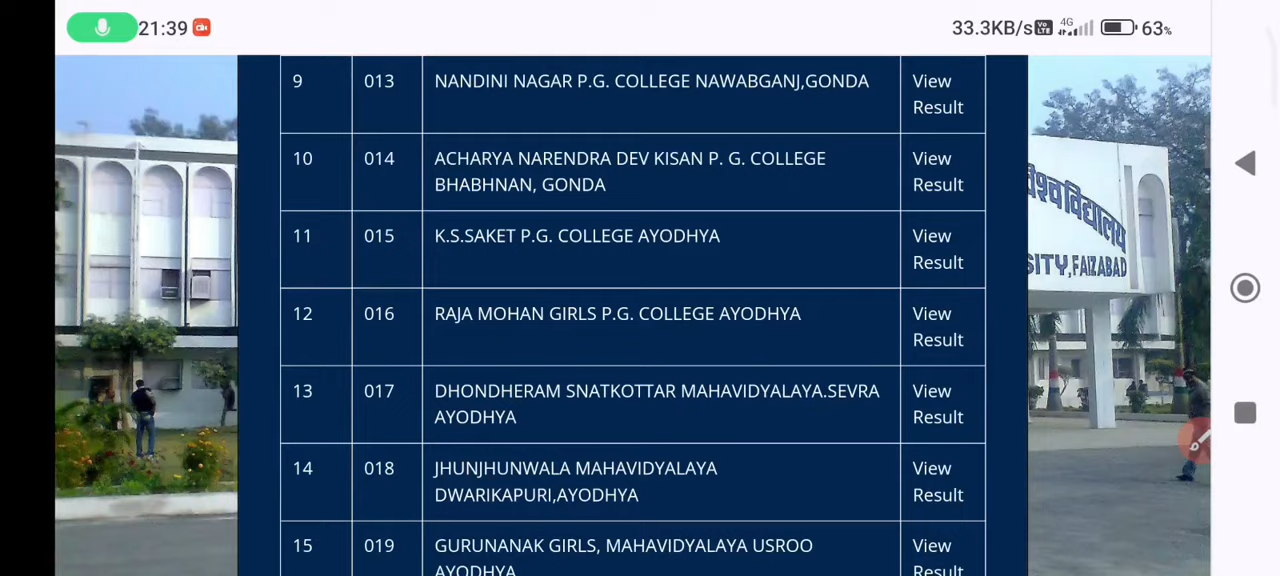 21:39
33.3KB/s Vo LTE 4G 63%
9 013 NANDINI NAGAR P.G. COLLEGE NAWABGANJ,GONDA View
Result
10 014 ACHARYA NARENDRA DEV KISAN P. G. COLLEGE View
BHABHNAN, GONDA Result
11 015 K.S.SAKET P.G. COLLEGE AYODHYA View
Result
12 016 RAJA MOHAN GIRLS P.G. COLLEGE AYODHYA View
Result
13 017 DHONDHERAM SNATKOTTAR MAHAVIDYALAYA.SEVRA View
AYODHYA Result
14 018 JHUNJHUNWALA MAHAVIDYALAYA View
DWARIKAPURI,AYODHYA Result
15 019 GURUNANAK GIRLS, MAHAVIDYALAYA USROO View
AYODHYA Result
श्वविद्यालय
SITY,FAIZABAD